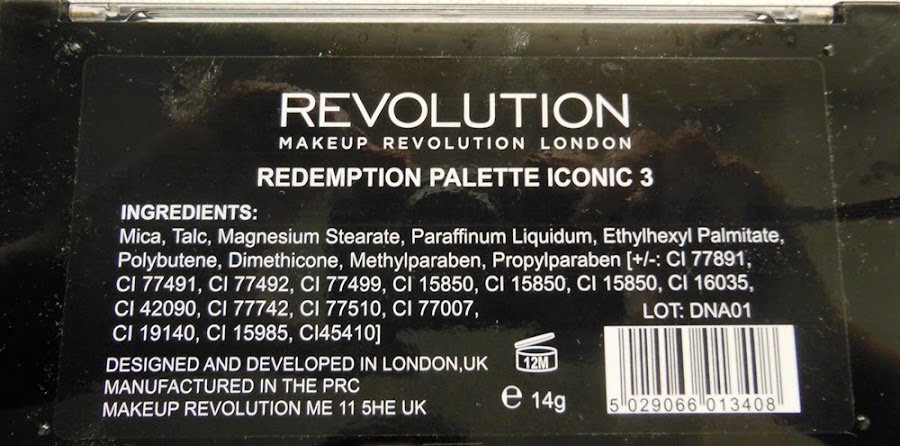 REVOLUTION
MAKEUP REVOLUTION LONDON
REDEMPTION PALETTE ICONIC 3
INGREDIENTS:
Mica, Talc, Magnesium Stearate, Paraffinum Liquidum, Ethylhexyl Palmitate,
Polybutene, Dimethicone, Methylparaben, Propylparaben [+/-: CI 77891,
CI 77491, CI 77492, CI 77499, CI 15850, CI 15850, CI 15850, CI 16035,
CI 42090, CI 77742, CI 77510, CI 77007,
CI 19140, CI 15985, CI45410]
LOT: DNA01
DESIGNED AND DEVELOPED IN LONDON,UK
MANUFACTURED IN THE PRC
MAKEUP REVOLUTION ME 11 5HE UK
12M
e 14g
5 029066 013408